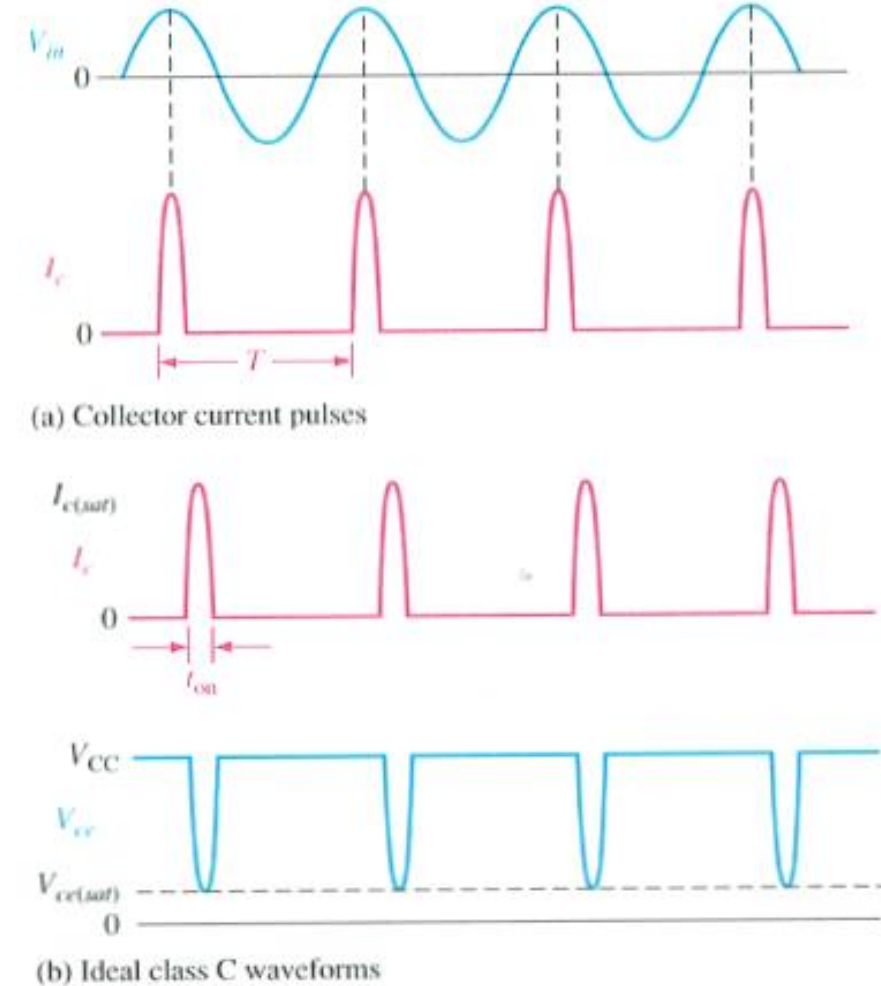 V_in
0
I_c
0
T
(a) Collector current pulses
I_c(sat)
I_c
0
t_on
V_CC
V_ce
V_ce(sat)
0
(b) Ideal class C waveforms